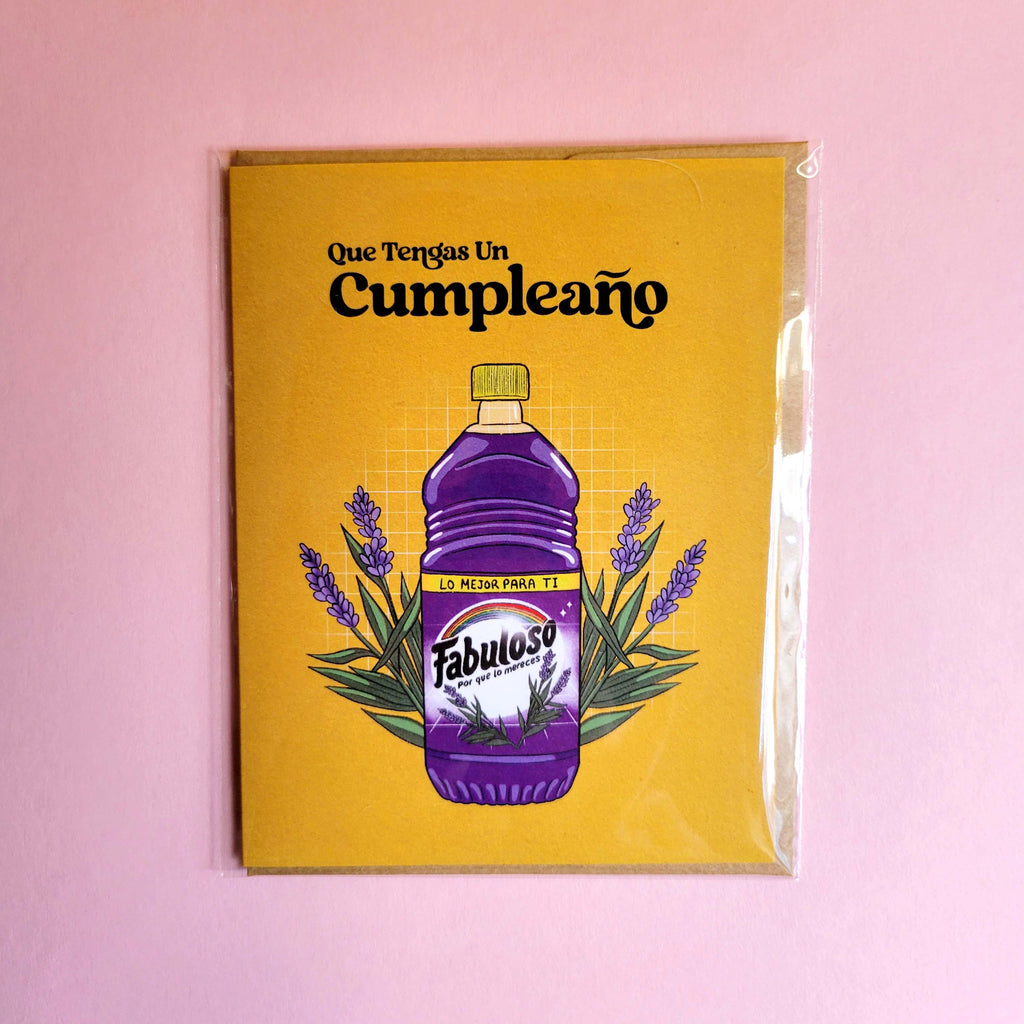 Que Tengas Un
Cumpleaño
LO MEJOR PARA TI
Fabuloso
Por que lo mereces